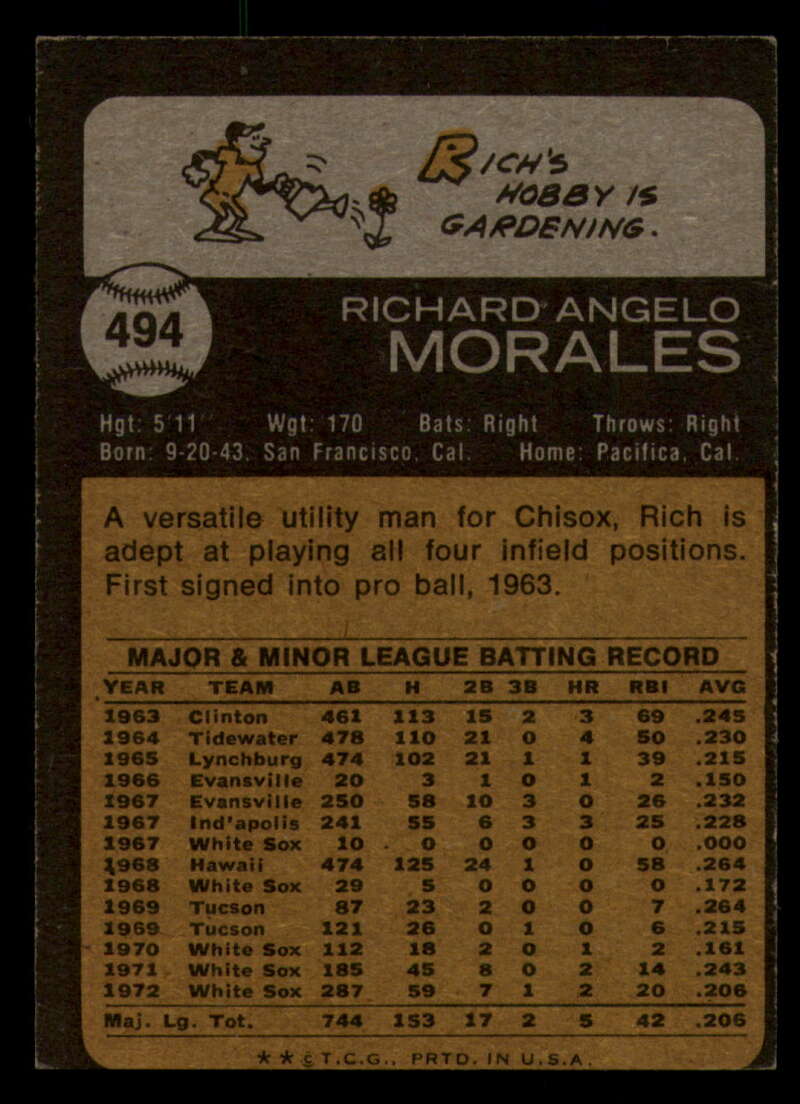 RICH'S
HOBBY IS
GARDENING.
494
RICHARD ANGELO
MORALES
Hgt: 5'11" Wgt: 170 Bats: Right Throws: Right
Born: 9-20-43, San Francisco, Cal. Home: Pacifica, Cal.
A versatile utility man for Chisox, Rich is
adept at playing all four infield positions.
First signed into pro ball, 1963.
MAJOR & MINOR LEAGUE BATTING RECORD
YEAR TEAM AB H 2B 3B HR RBI AVG
1963 Clinton 461 113 15 2 3 69 .245
1964 Tidewater 478 110 21 0 4 50 .230
1965 Lynchburg 474 102 21 1 1 39 .215
1966 Evansville 20 3 1 0 1 2 .150
1967 Evansville 250 58 10 3 0 26 .232
1967 Ind'apolis 241 55 6 3 3 25 .228
1967 White Sox 10 0 0 0 0 0 .000
1968 Hawaii 474 125 24 1 0 58 .264
1968 White Sox 29 5 0 0 0 0 .172
1969 Tucson 87 23 2 0 0 7 .264
1969 Tucson 121 26 0 1 0 6 .215
1970 White Sox 112 18 2 0 1 2 .161
1971 White Sox 185 45 8 0 2 14 .243
1972 White Sox 287 59 7 1 2 20 .206
Maj. Lg. Tot. 744 153 17 2 5 42 .206
★★© T.C.G., PRTD. IN U.S.A.